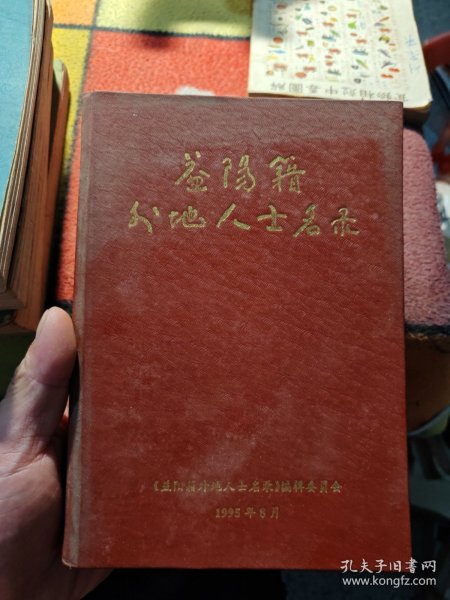 益阳籍
外地人士名录
《益阳籍外地人士名录》编辑委员会
1995年8月
孔夫子旧书网
www.kongfz.com